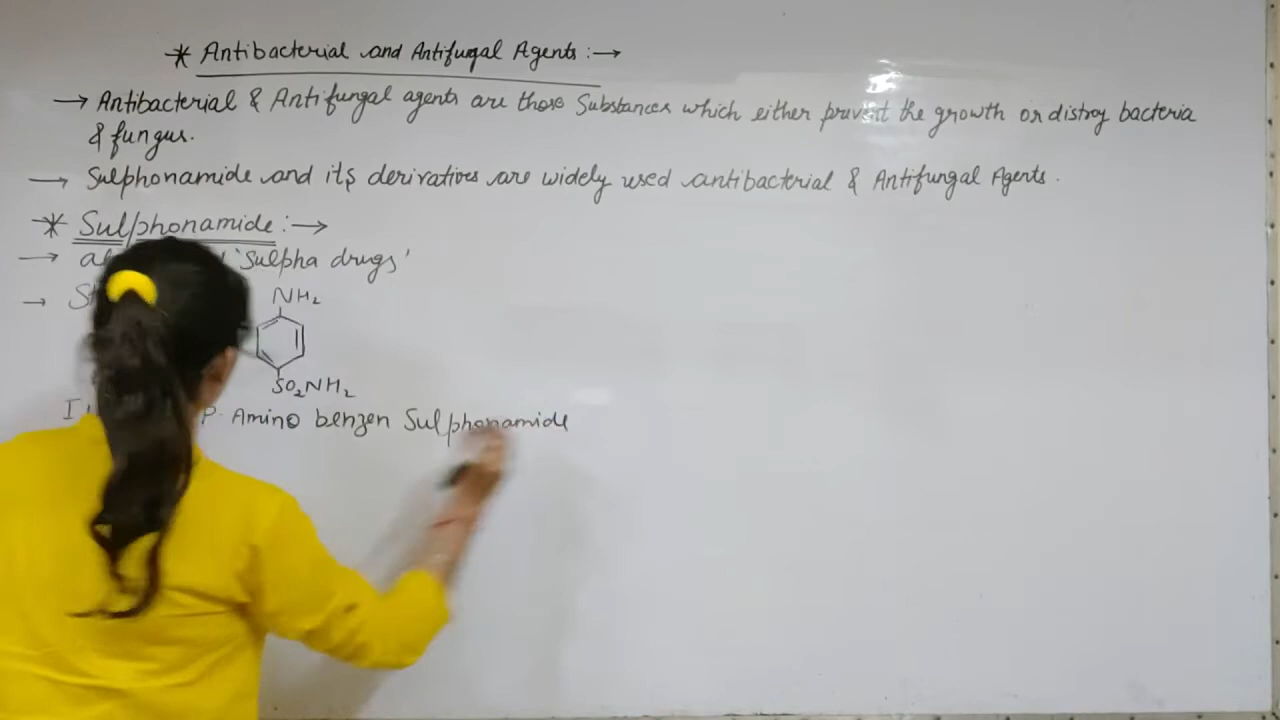 * Antibacterial and Antifugal Agents :→
→ Antibacterial & Antifungal agents are those Substances which either prevent the growth or distroy bacteria
& fungus.
→ Sulphonamide and its derivatives are widely used antibacterial & Antifungal Agents.
* Sulphonamide :→
→ 'Sulpha drugs'
→
NH₂
SO₂NH₂
P. Amino benzen Sulphonamide